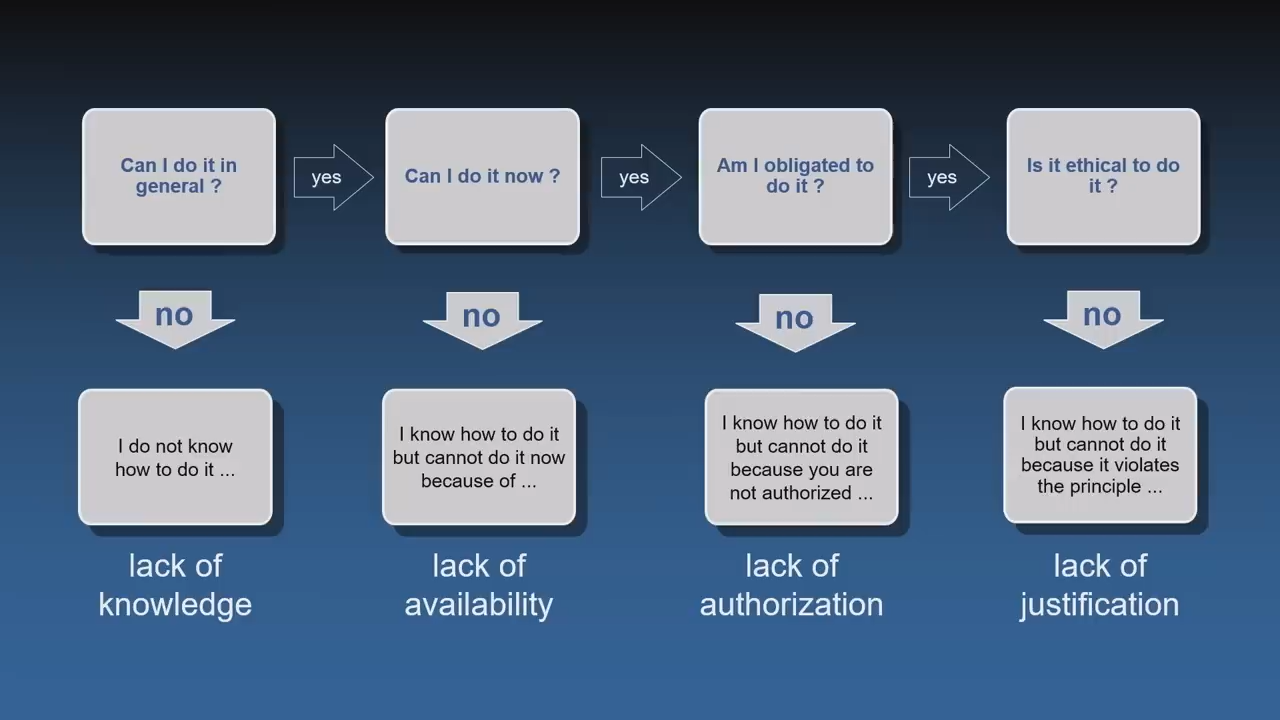 Can I do it in
general ?
yes
Can I do it now ?
yes
Am I obligated to
do it ?
yes
Is it ethical to do
it ?
no
no
no
no
I do not know
how to do it ...
I know how to do it
but cannot do it now
because of ...
I know how to do it
but cannot do it
because you are
not authorized ...
I know how to do it
but cannot do it
because it violates
the principle ...
lack of
knowledge
lack of
availability
lack of
authorization
lack of
justification